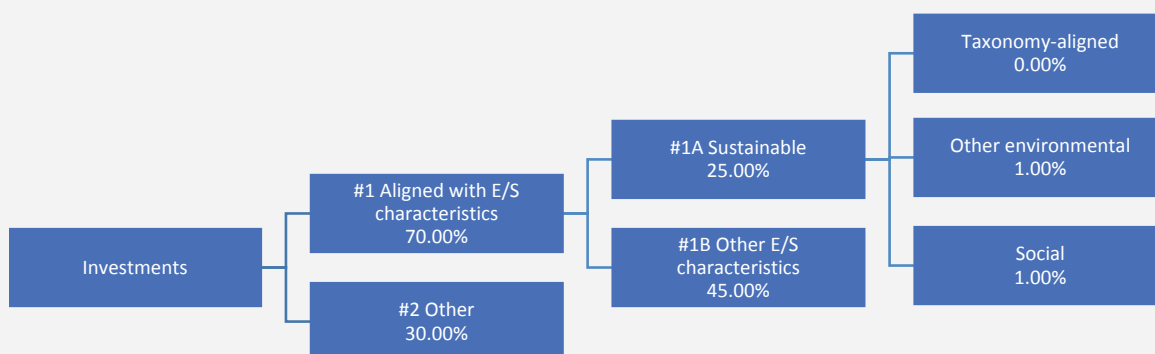 Investments
#1 Aligned with E/S
characteristics
70.00%
#2 Other
30.00%
#1A Sustainable
25.00%
#1B Other E/S
characteristics
45.00%
Taxonomy-aligned
0.00%
Other environmental
1.00%
Social
1.00%